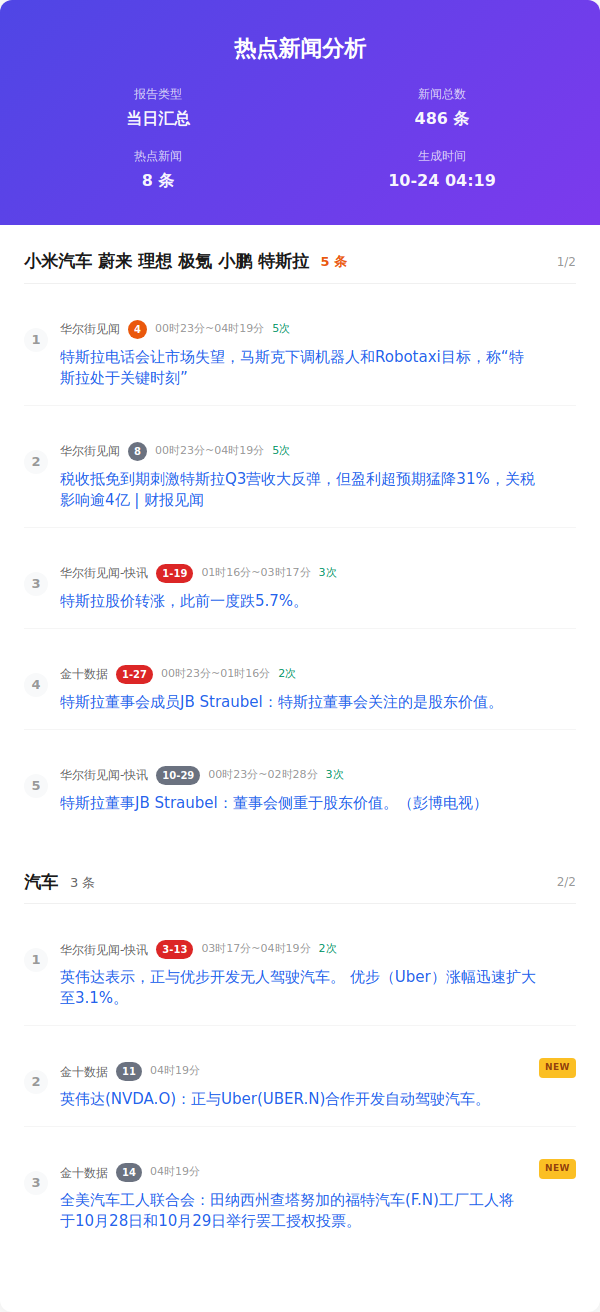 热点新闻分析
报告类型
新闻总数
当日汇总
486 条
热点新闻
生成时间
8 条
10-24 04:19
小米汽车 蔚来 理想 极氪 小鹏 特斯拉 5 条 1/2
1
华尔街见闻 4 00时23分~04时19分 5次
特斯拉电话会让市场失望，马斯克下调机器人和Robotaxi目标，称“特
斯拉处于关键时刻”
2
华尔街见闻 8 00时23分~04时19分 5次
税收抵免到期刺激特斯拉Q3营收大反弹，但盈利超预期猛降31%，关税
影响逾4亿 | 财报见闻
3
华尔街见闻-快讯 1-19 01时16分~03时17分 3次
特斯拉股价转涨，此前一度跌5.7%。
4
金十数据 1-27 00时23分~01时16分 2次
特斯拉董事会成员JB Straubel：特斯拉董事会关注的是股东价值。
5
华尔街见闻-快讯 10-29 00时23分~02时28分 3次
特斯拉董事JB Straubel：董事会侧重于股东价值。（彭博电视）
汽车 3 条 2/2
1
华尔街见闻-快讯 3-13 03时17分~04时19分 2次
英伟达表示，正与优步开发无人驾驶汽车。 优步（Uber）涨幅迅速扩大
至3.1%。
2
金十数据 11 04时19分 NEW
英伟达(NVDA.O)：正与Uber(UBER.N)合作开发自动驾驶汽车。
3
金十数据 14 04时19分 NEW
全美汽车工人联合会：田纳西州查塔努加的福特汽车(F.N)工厂工人将
于10月28日和10月29日举行罢工授权投票。